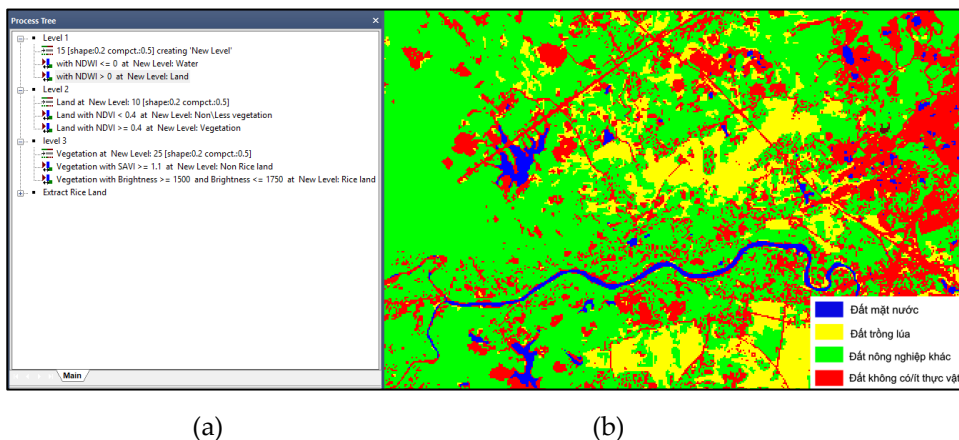 Process Tree
Level 1
15 [shape:0.2 compct.:0.5] creating 'New Level'
with NDWI <= 0 at New Level: Water
with NDWI > 0 at New Level: Land
Level 2
Land at New Level: 10 [shape:0.2 compct.:0.5]
Land with NDVI < 0.4 at New Level: Non\Less vegetation
Land with NDVI >= 0.4 at New Level: Vegetation
level 3
Vegetation at New Level: 25 [shape:0.2 compct.:0.5]
Vegetation with SAVI >= 1.1 at New Level: Non Rice land
Vegetation with Brightness >= 1500 and Brightness <= 1750 at New Level: Rice land
Extract Rice Land
Main
Đất mặt nước
Đất trồng lúa
Đất nông nghiệp khác
Đất không có/ít thực vật
(a)
(b)